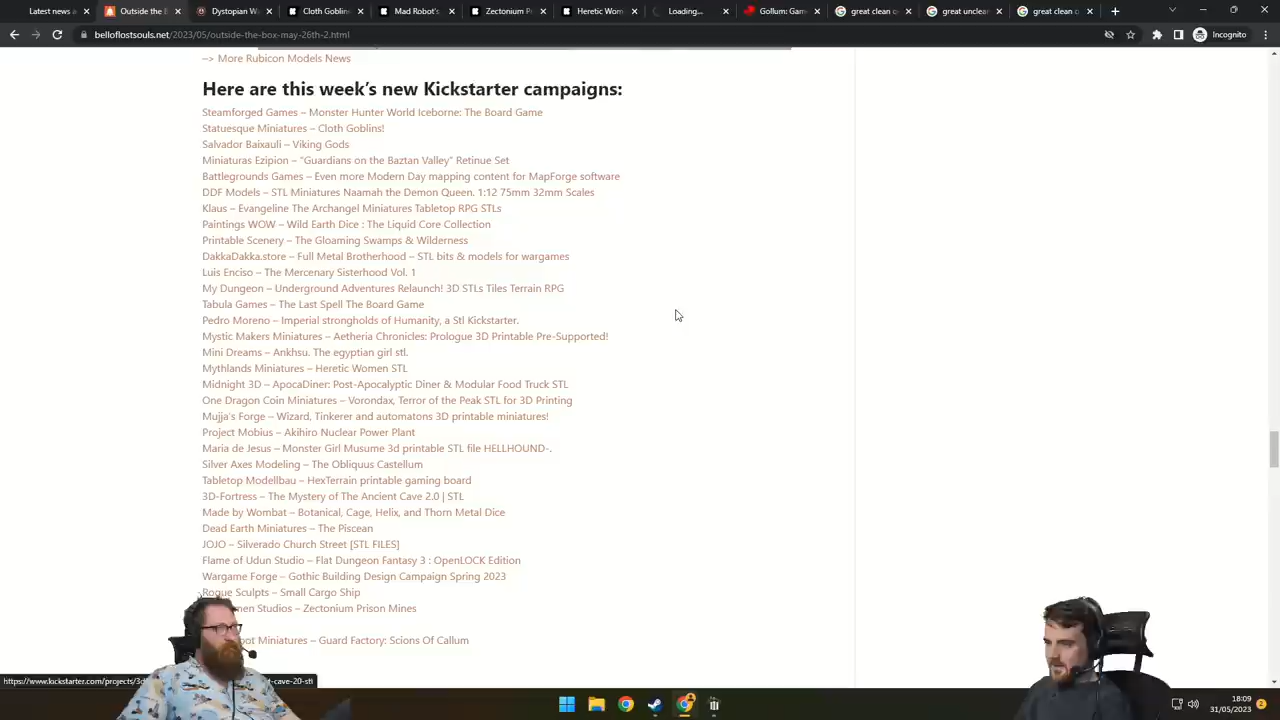 Outside the B
Dystopian W
Cloth Goblin
Mad Robot's
Zectonium P
Heretic Wom
Loading...
Gollum: Gam
great clean o
great clean c
great clean o
belloflostsouls.net/2023/05/outside-the-box-may-26th-2.html
Incognito
—> More Rubicon Models News
Here are this week's new Kickstarter campaigns:
Steamforged Games – Monster Hunter World Iceborne: The Board Game
Statuesque Miniatures – Cloth Goblins!
Salvador Baixauli – Viking Gods
Miniaturas Ezipion – "Guardians on the Baztan Valley" Retinue Set
Battlegrounds Games – Even more Modern Day mapping content for MapForge software
DDF Models – STL Miniatures Naamah the Demon Queen. 1:12 75mm 32mm Scales
Klaus – Evangeline The Archangel Miniatures Tabletop RPG STLs
Paintings WOW – Wild Earth Dice : The Liquid Core Collection
Printable Scenery – The Gloaming Swamps & Wilderness
DakkaDakka.store – Full Metal Brotherhood – STL bits & models for wargames
Luis Enciso – The Mercenary Sisterhood Vol. 1
My Dungeon – Underground Adventures Relaunch! 3D STLs Tiles Terrain RPG
Tabula Games – The Last Spell The Board Game
Pedro Moreno – Imperial strongholds of Humanity, a Stl Kickstarter.
Mystic Makers Miniatures – Aetheria Chronicles: Prologue 3D Printable Pre-Supported!
Mini Dreams – Ankhsu. The egyptian girl stl.
Mythlands Miniatures – Heretic Women STL
Midnight 3D – ApocaDiner: Post-Apocalyptic Diner & Modular Food Truck STL
One Dragon Coin Miniatures – Vorondax, Terror of the Peak STL for 3D Printing
Mujja's Forge – Wizard, Tinkerer and automatons 3D printable miniatures!
Project Mobius – Akihiro Nuclear Power Plant
Maria de Jesus – Monster Girl Musume 3d printable STL file HELLHOUND-.
Silver Axes Modeling – The Obliquus Castellum
Tabletop Modellbau – HexTerrain printable gaming board
3D-Fortress – The Mystery of The Ancient Cave 2.0 | STL
Made by Wombat – Botanical, Cage, Helix, and Thorn Metal Dice
Dead Earth Miniatures – The Piscean
JOJO – Silverado Church Street [STL FILES]
Flame of Udun Studio – Flat Dungeon Fantasy 3 : OpenLOCK Edition
Wargame Forge – Gothic Building Design Campaign Spring 2023
Rogue Sculpts – Small Cargo Ship
men Studios – Zectonium Prison Mines
bot Miniatures – Guard Factory: Scions Of Callum
https://www.kickstarter.com/projects/3d
t-cave-20-stl
18:09
31/05/2023